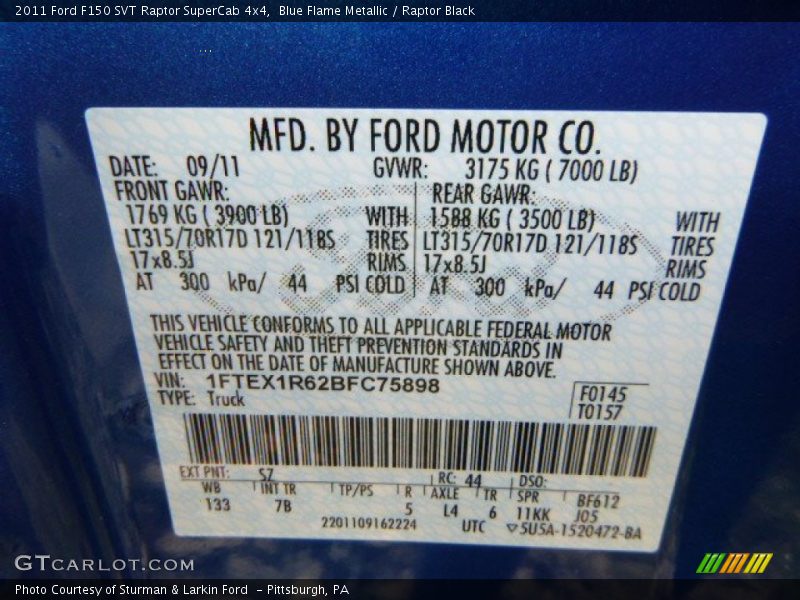 2011 Ford F150 SVT Raptor SuperCab 4x4,  Blue Flame Metallic / Raptor Black
MFD. BY FORD MOTOR CO.
DATE: 09/11 GVWR: 3175 KG ( 7000 LB)
FRONT GAWR: REAR GAWR:
1769 KG ( 3900 LB) WITH 1588 KG ( 3500 LB) WITH
LT315/70R17D 121/118S TIRES LT315/70R17D 121/118S TIRES
17x8.5J RIMS 17x8.5J RIMS
AT 300 kPa/ 44 PSI COLD AT 300 kPa/ 44 PSI COLD
THIS VEHICLE CONFORMS TO ALL APPLICABLE FEDERAL MOTOR
VEHICLE SAFETY AND THEFT PREVENTION STANDARDS IN
EFFECT ON THE DATE OF MANUFACTURE SHOWN ABOVE.
VIN: 1FTEX1R62BFC75898 F0145
TYPE: Truck T0157
EXT PNT: SZ RC: 44 DSO:
WB INT TR TP/PS R AXLE TR SPR BF612
133 7B 5 L4 6 11KK J05
2201109162224 UTC ▽5U5A-1520472-BA
GTCARLOT.COM
Photo Courtesy of Sturman & Larkin Ford  - Pittsburgh, PA